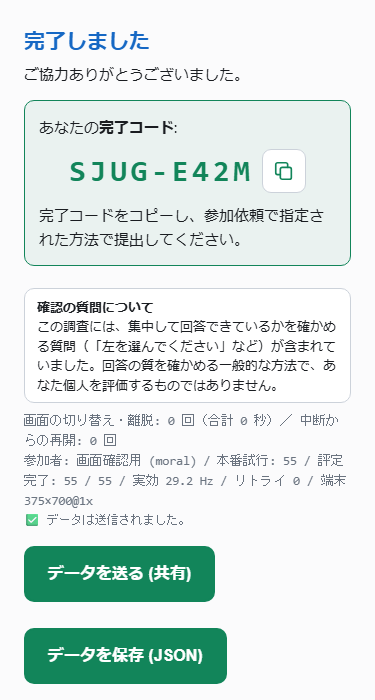 完了しました
ご協力ありがとうございました。
あなたの完了コード:
SJUG-E42M
完了コードをコピーし、参加依頼で指定さ
れた方法で提出してください。
確認の質問について
この調査には、集中して回答できているかを確かめ
る質問（「左を選んでください」など）が含まれて
いました。回答の質を確かめる一般的な方法で、あ
なた個人を評価するものではありません。
画面の切り替え・離脱: 0 回（合計 0 秒）／ 中断か
らの再開: 0 回
参加者: 画面確認用 (moral) / 本番試行: 55 / 評定
完了: 55 / 55 / 実効 29.2 Hz / リトライ 0 / 端末
375×700@1x
✅ データは送信されました。
データを送る (共有)
データを保存 (JSON)